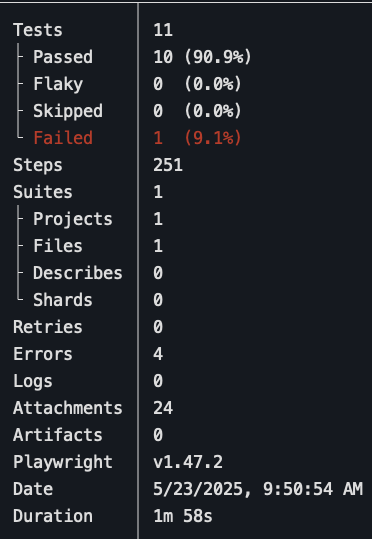 Tests 11
Passed 10 (90.9%)
Flaky 0 (0.0%)
Skipped 0 (0.0%)
Failed 1 (9.1%)
Steps 251
Suites 1
Projects 1
Files 1
Describes 0
Shards 0
Retries 0
Errors 4
Logs 0
Attachments 24
Artifacts 0
Playwright v1.47.2
Date 5/23/2025, 9:50:54 AM
Duration 1m 58s